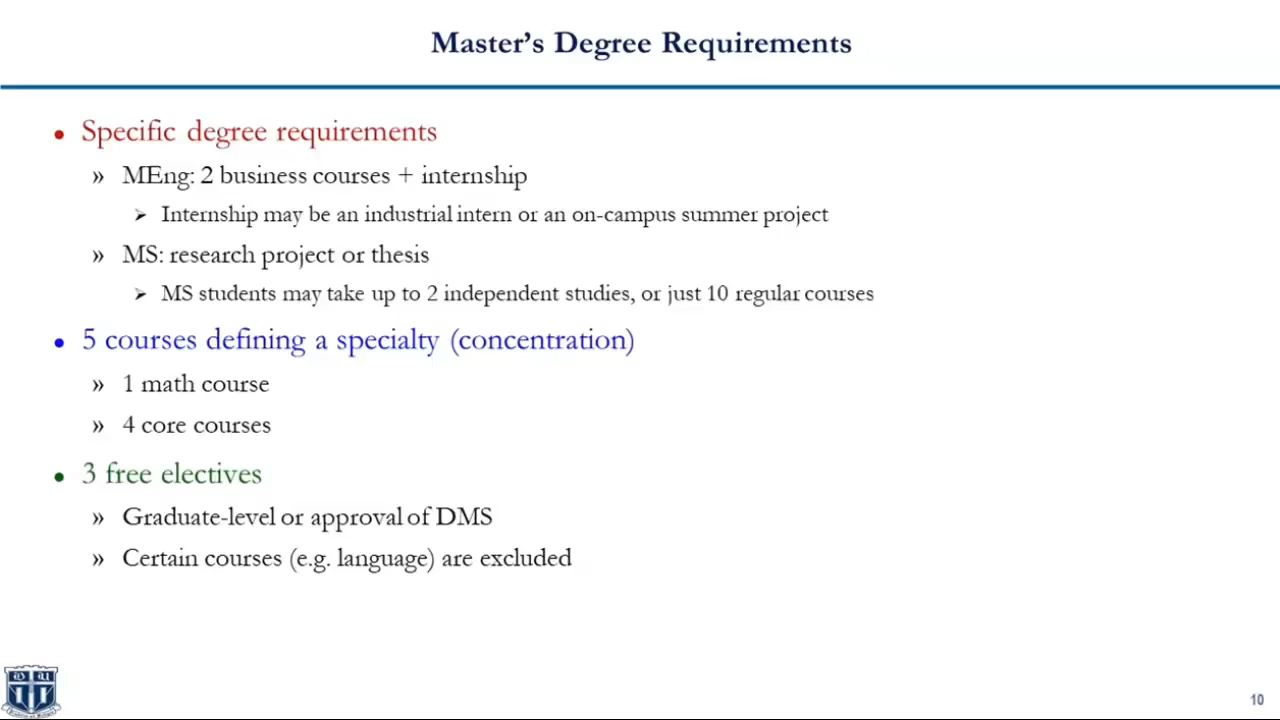 Master's Degree Requirements
• Specific degree requirements
» MEng: 2 business courses + internship
➢ Internship may be an industrial intern or an on-campus summer project
» MS: research project or thesis
➢ MS students may take up to 2 independent studies, or just 10 regular courses
• 5 courses defining a specialty (concentration)
» 1 math course
» 4 core courses
• 3 free electives
» Graduate-level or approval of DMS
» Certain courses (e.g. language) are excluded
D U
10